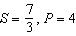 S = 7/3, P = 4